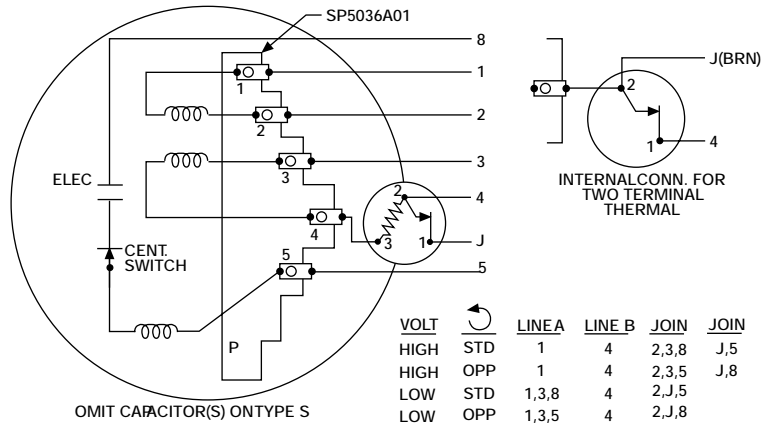 SP5036A01
8
J(BRN)
1
1
2
2
2
1
4
ELEC
3
3
INTERNALCONN. FOR
TWO TERMINAL
THERMAL
2
4
4
3
1
J
CENT.
SWITCH
5
5
P
VOLT LINE A LINE B JOIN JOIN
HIGH STD 1 4 2,3,8 J,5
HIGH OPP 1 4 2,3,5 J,8
LOW STD 1,3,8 4 2,J,5
LOW OPP 1,3,5 4 2,J,8
OMIT CAPACITOR(S) ONTYPE S